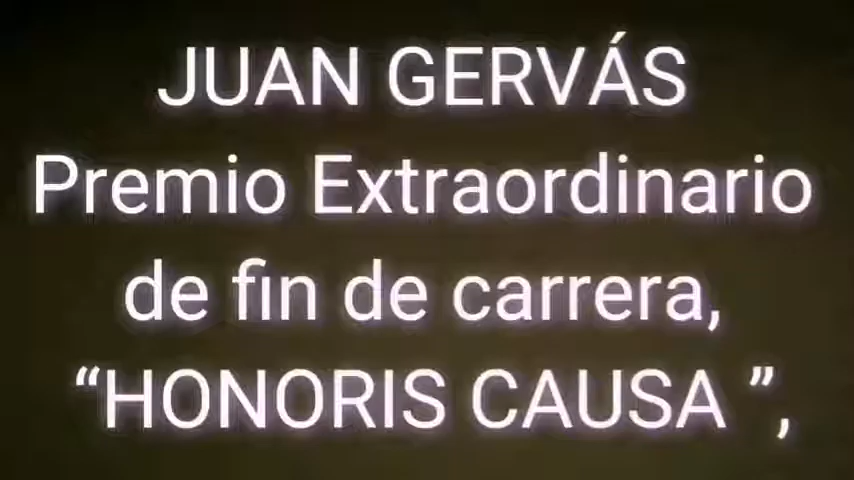 JUAN GERVÁS
Premio Extraordinario
de fin de carrera,
“HONORIS CAUSA ”,